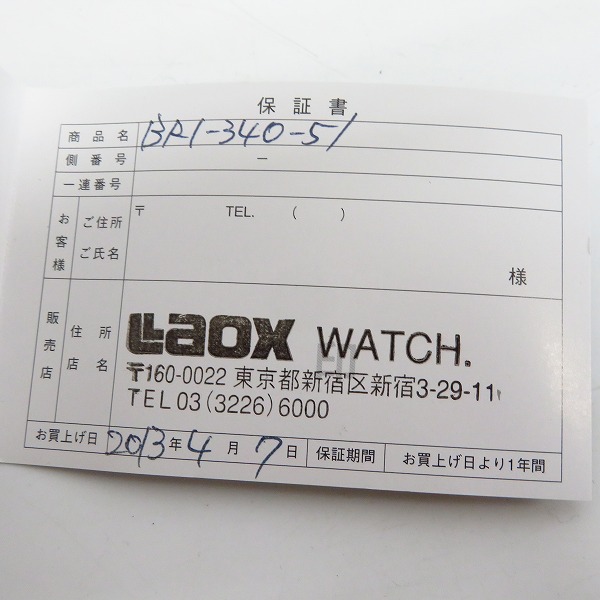 保証書
商品名 BR1-340-51
側番号 －
一連番号
お客様 ご住所 〒 TEL. ( )
ご氏名 様
販売店 住所 店名
Laox WATCH.
〒160-0022 東京都新宿区新宿3-29-11
TEL 03(3226)6000
お買上げ日 2013年4月7日 保証期間 お買上げ日より1年間